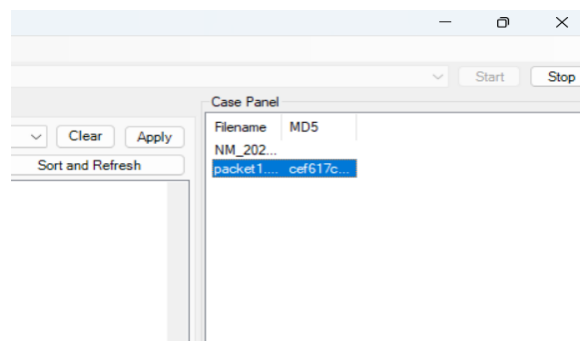 Start Stop
Case Panel
Clear Apply
Filename MD5
Sort and Refresh
NM_202...
packet1.... cef617c...